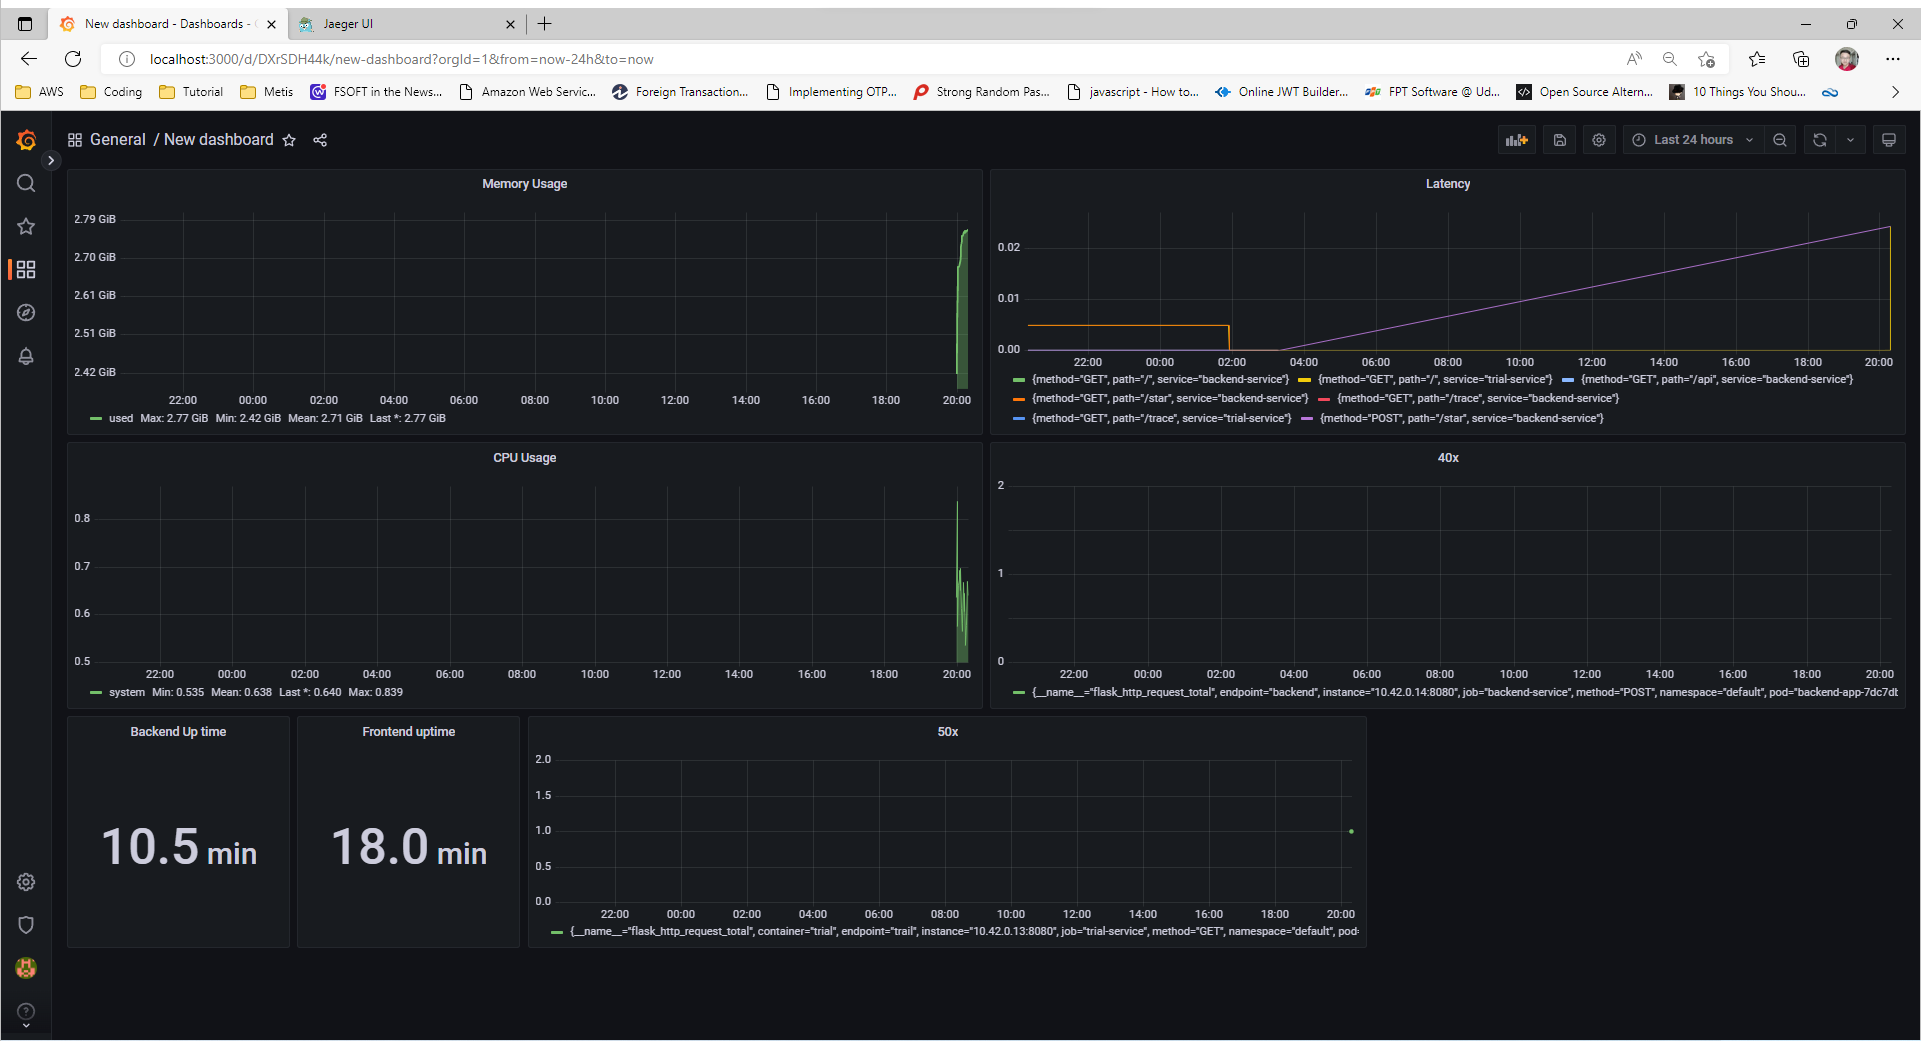 New dashboard - Dashboards -
Jaeger UI
localhost:3000/d/DXrSDH44k/new-dashboard?orgId=1&from=now-24h&to=now
AWS Coding Tutorial Metis FSOFT in the News... Amazon Web Servic... Foreign Transaction... Implementing OTP... Strong Random Pas... javascript - How to... Online JWT Builder... FPT Software @ Ud... Open Source Altern... 10 Things You Shou...
General / New dashboard
Last 24 hours
Memory Usage
2.79 GiB
2.70 GiB
2.61 GiB
2.51 GiB
2.42 GiB
22:00 00:00 02:00 04:00 06:00 08:00 10:00 12:00 14:00 16:00 18:00 20:00
used Max: 2.77 GiB Min: 2.42 GiB Mean: 2.71 GiB Last *: 2.77 GiB
Latency
0.02
0.01
0.00
22:00 00:00 02:00 04:00 06:00 08:00 10:00 12:00 14:00 16:00 18:00 20:00
{method="GET", path="/", service="backend-service"} {method="GET", path="/", service="trial-service"} {method="GET", path="/api", service="backend-service"}
{method="GET", path="/star", service="backend-service"} {method="GET", path="/trace", service="backend-service"}
{method="GET", path="/trace", service="trial-service"} {method="POST", path="/star", service="backend-service"}
CPU Usage
0.8
0.7
0.6
0.5
22:00 00:00 02:00 04:00 06:00 08:00 10:00 12:00 14:00 16:00 18:00 20:00
system Min: 0.535 Mean: 0.638 Last *: 0.640 Max: 0.839
40x
2
1
0
22:00 00:00 02:00 04:00 06:00 08:00 10:00 12:00 14:00 16:00 18:00 20:00
{__name__="flask_http_request_total", endpoint="backend", instance="10.42.0.14:8080", job="backend-service", method="POST", namespace="default", pod="backend-app-7dc7db
Backend Up time
10.5 min
Frontend uptime
18.0 min
50x
2.0
1.5
1.0
0.5
0.0
22:00 00:00 02:00 04:00 06:00 08:00 10:00 12:00 14:00 16:00 18:00 20:00
{__name__="flask_http_request_total", container="trial", endpoint="trail", instance="10.42.0.13:8080", job="trial-service", method="GET", namespace="default", pod=